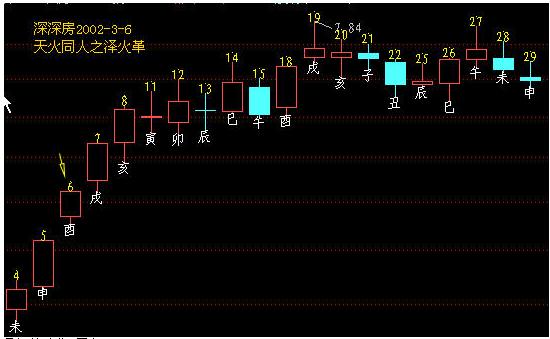 深深房2002-3-6
天火同人之泽火革
19
7.84
20
21
22
25
26
27
28
29
18
15
14
13
12
11
8
7
6
5
4
戌
亥
子
丑
辰
巳
午
未
申
酉
午
巳
辰
卯
寅
亥
戌
酉
申
未